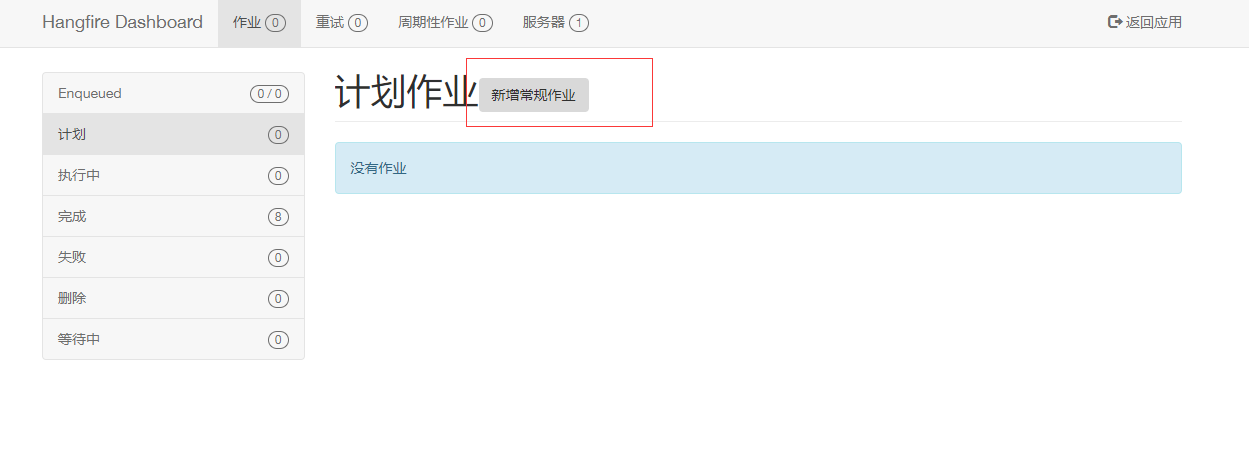 Hangfire Dashboard 作业 0 重试 0 周期性作业 0 服务器 1 返回应用
计划作业 新增常规作业
没有作业
Enqueued 0 / 0
计划 0
执行中 0
完成 8
失败 0
删除 0
等待中 0